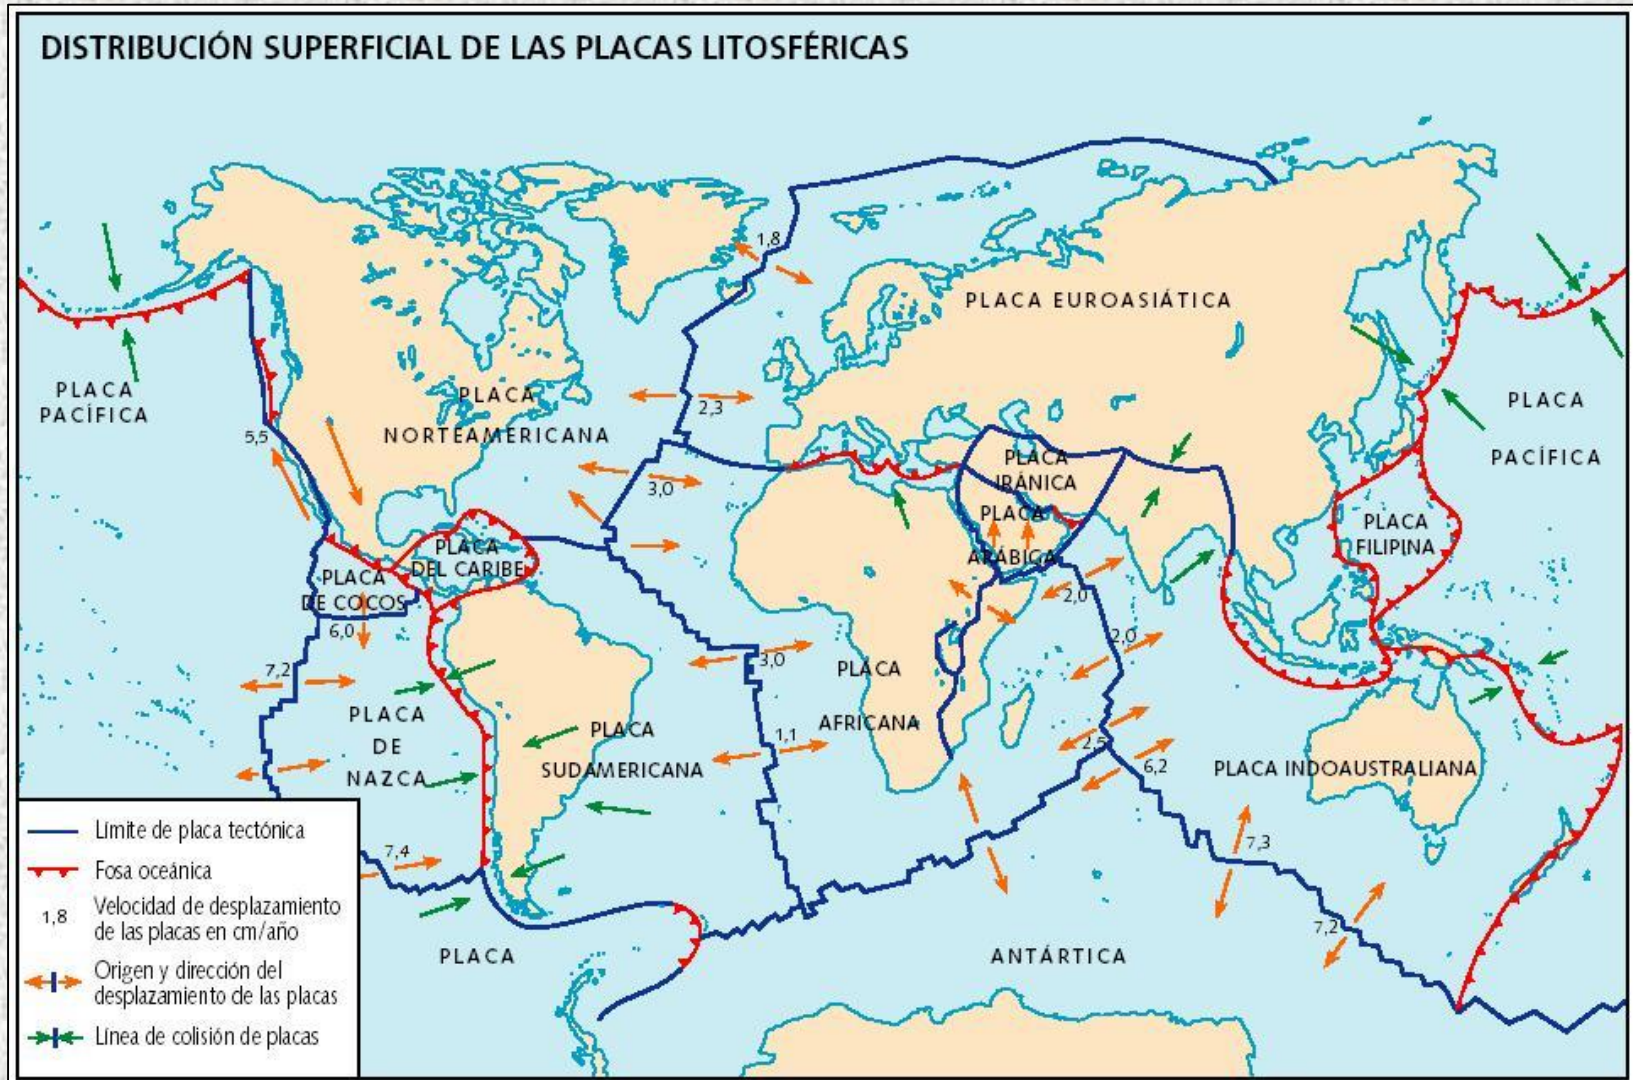 DISTRIBUCIÓN SUPERFICIAL DE LAS PLACAS LITOSFÉRICAS
1,8
PLACA EUROASIÁTICA
PLACA
PACÍFICA
PLACA
NORTEAMERICANA
2,3
5,5
3,0
PLACA
IRÁNICA
PLACA
ARÁBIGA
PLACA
PACÍFICA
PLACA
FILIPINA
PLACA
DEL CARIBE
PLACA
DE COCOS
6,0
7,2
2,0
2,0
3,0
PLACA
AFRICANA
PLACA
DE
NAZCA
PLACA
SUDAMERICANA
1,1
2,5
6,2
PLACA INDOAUSTRALIANA
7,4
7,3
7,2
PLACA
ANTÁRTICA
Límite de placa tectónica
Fosa oceánica
1,8
Velocidad de desplazamiento
de las placas en cm/año
Origen y dirección del
desplazamiento de las placas
Línea de colisión de placas